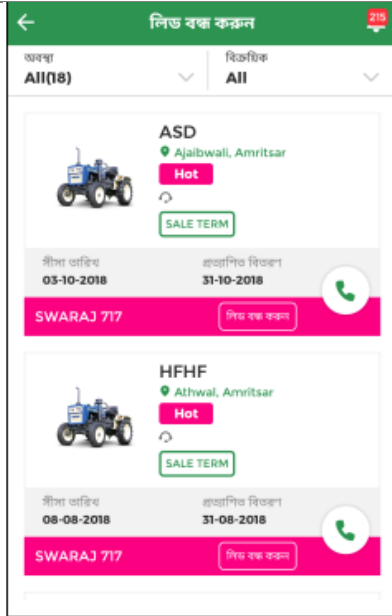 লিড বন্ধ করুন
215
অবস্থা
All(18)
বিক্রয়িক
All
ASD
Ajaibwali, Amritsar
Hot
SALE TERM
সীসা তারিখ
03-10-2018
প্রত্যাশিত বিতরণ
31-10-2018
SWARAJ 717
লিড বন্ধ করুন
HFHF
Athwal, Amritsar
Hot
SALE TERM
সীসা তারিখ
08-08-2018
প্রত্যাশিত বিতরণ
31-08-2018
SWARAJ 717
লিড বন্ধ করুন